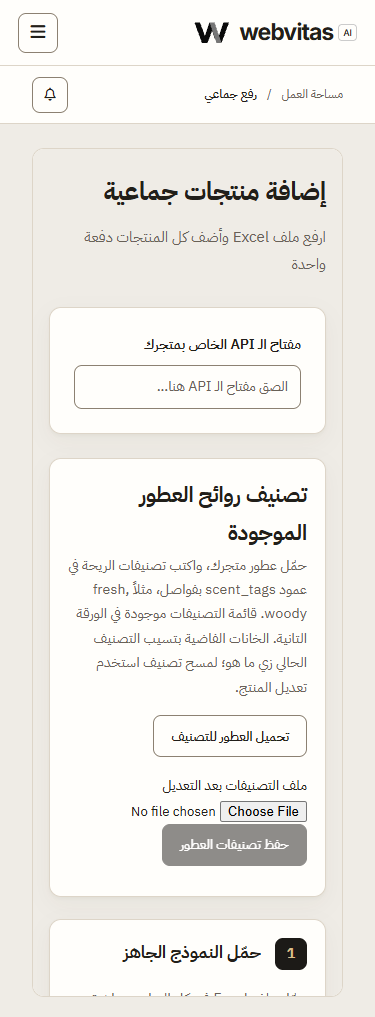 webvitas AI
مساحة العمل / رفع جماعي
إضافة منتجات جماعية
ارفع ملف Excel وأضف كل المنتجات دفعة
واحدة
مفتاح الـ API الخاص بمتجرك
الصق مفتاح الـ API هنا...
تصنيف روائح العطور
الموجودة
حمّل عطور متجرك، واكتب تصنيفات الريحة في
عمود scent_tags بفواصل، مثلاً fresh,
woody. قائمة التصنيفات موجودة في الورقة
التانية. الخانات الفاضية بتسيب التصنيف
الحالي زي ما هو؛ لمسح تصنيف استخدم
تعديل المنتج.
تحميل العطور للتصنيف
ملف التصنيفات بعد التعديل
Choose File No file chosen
حفظ تصنيفات العطور
1 حمّل النموذج الجاهز